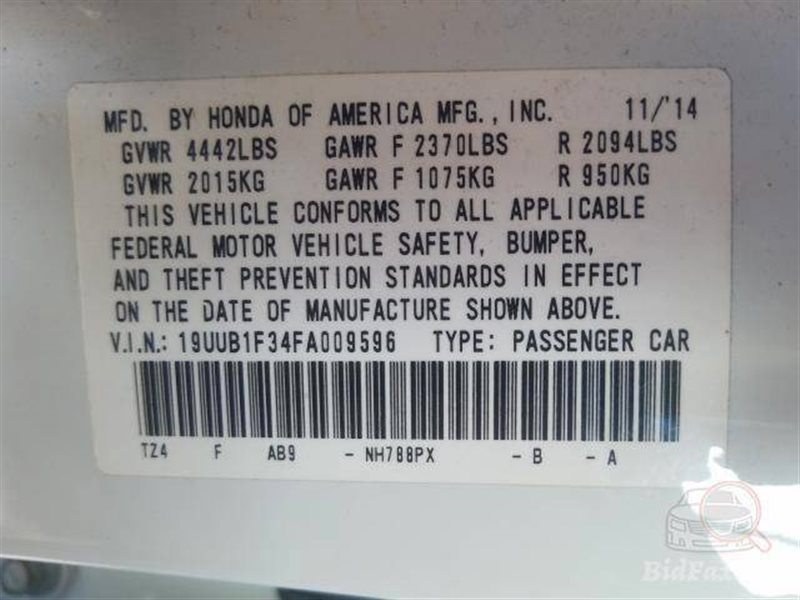 MFD. BY HONDA OF AMERICA MFG., INC. 11/'14
GVWR 4442LBS GAWR F 2370LBS R 2094LBS
GVWR 2015KG GAWR F 1075KG R 950KG
THIS VEHICLE CONFORMS TO ALL APPLICABLE
FEDERAL MOTOR VEHICLE SAFETY, BUMPER,
AND THEFT PREVENTION STANDARDS IN EFFECT
ON THE DATE OF MANUFACTURE SHOWN ABOVE.
V.I.N.: 19UUB1F34FA009596 TYPE: PASSENGER CAR
TZ4 F AB9 - NH788PX - B - A
BidFax